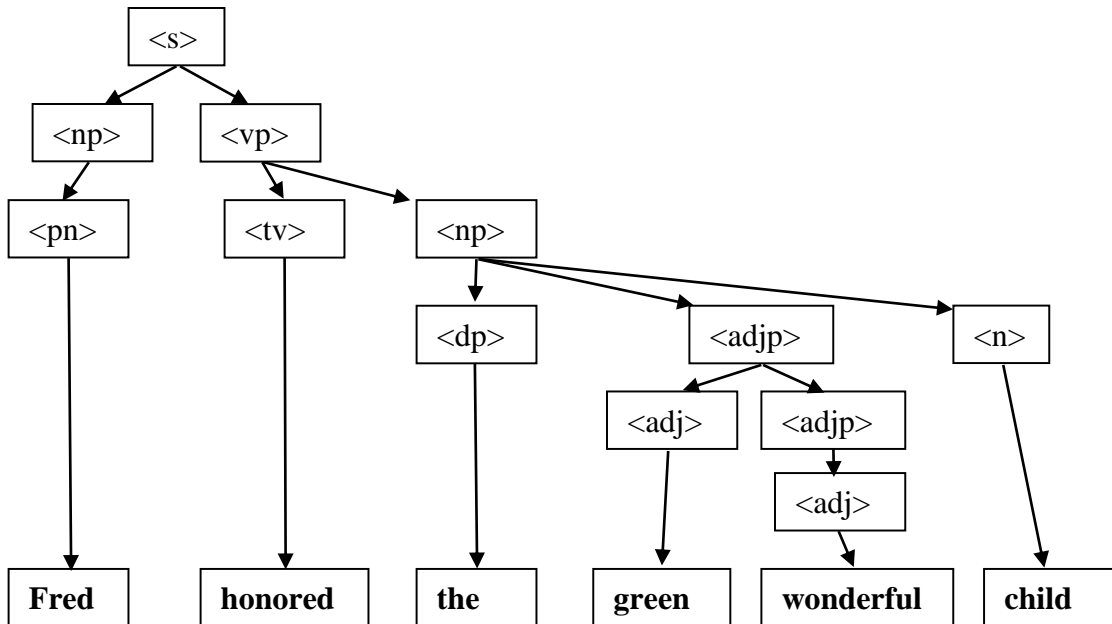 <s>
<np> <vp>
<pn> <tv> <np>
<dp> <adjp> <n>
<adj> <adjp>
<adj>
Fred honored the green wonderful child